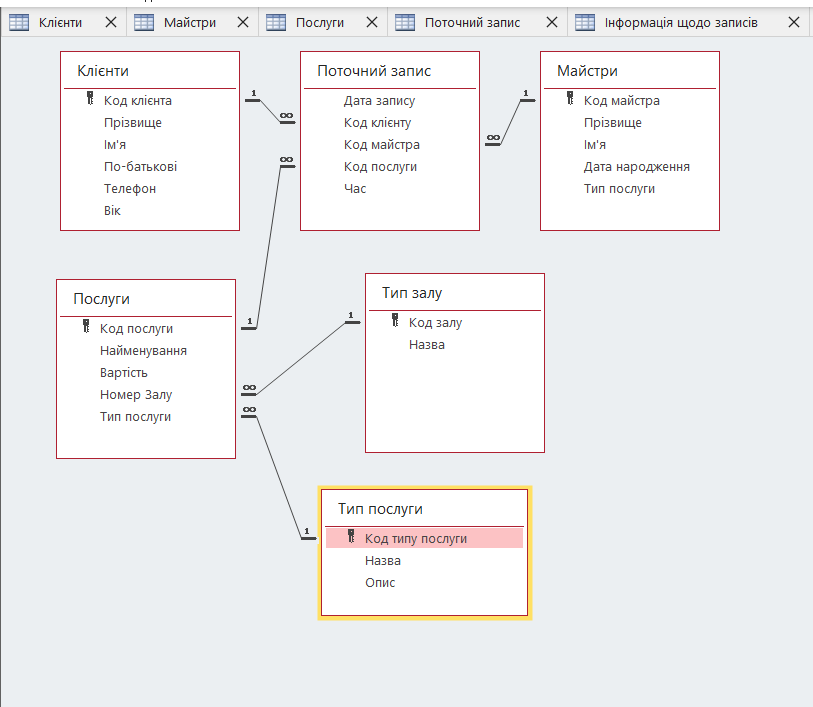 Клієнти
Майстри
Послуги
Поточний запис
Інформація щодо записів
Клієнти
Код клієнта
Прізвище
Ім'я
По-батькові
Телефон
Вік
Поточний запис
Дата запису
Код клієнту
Код майстра
Код послуги
Час
Майстри
Код майстра
Прізвище
Ім'я
Дата народження
Тип послуги
1
∞
∞
1
∞
1
Послуги
Код послуги
Найменування
Вартість
Номер Залу
Тип послуги
Тип залу
Код залу
Назва
1
∞
∞
1
Тип послуги
Код типу послуги
Назва
Опис